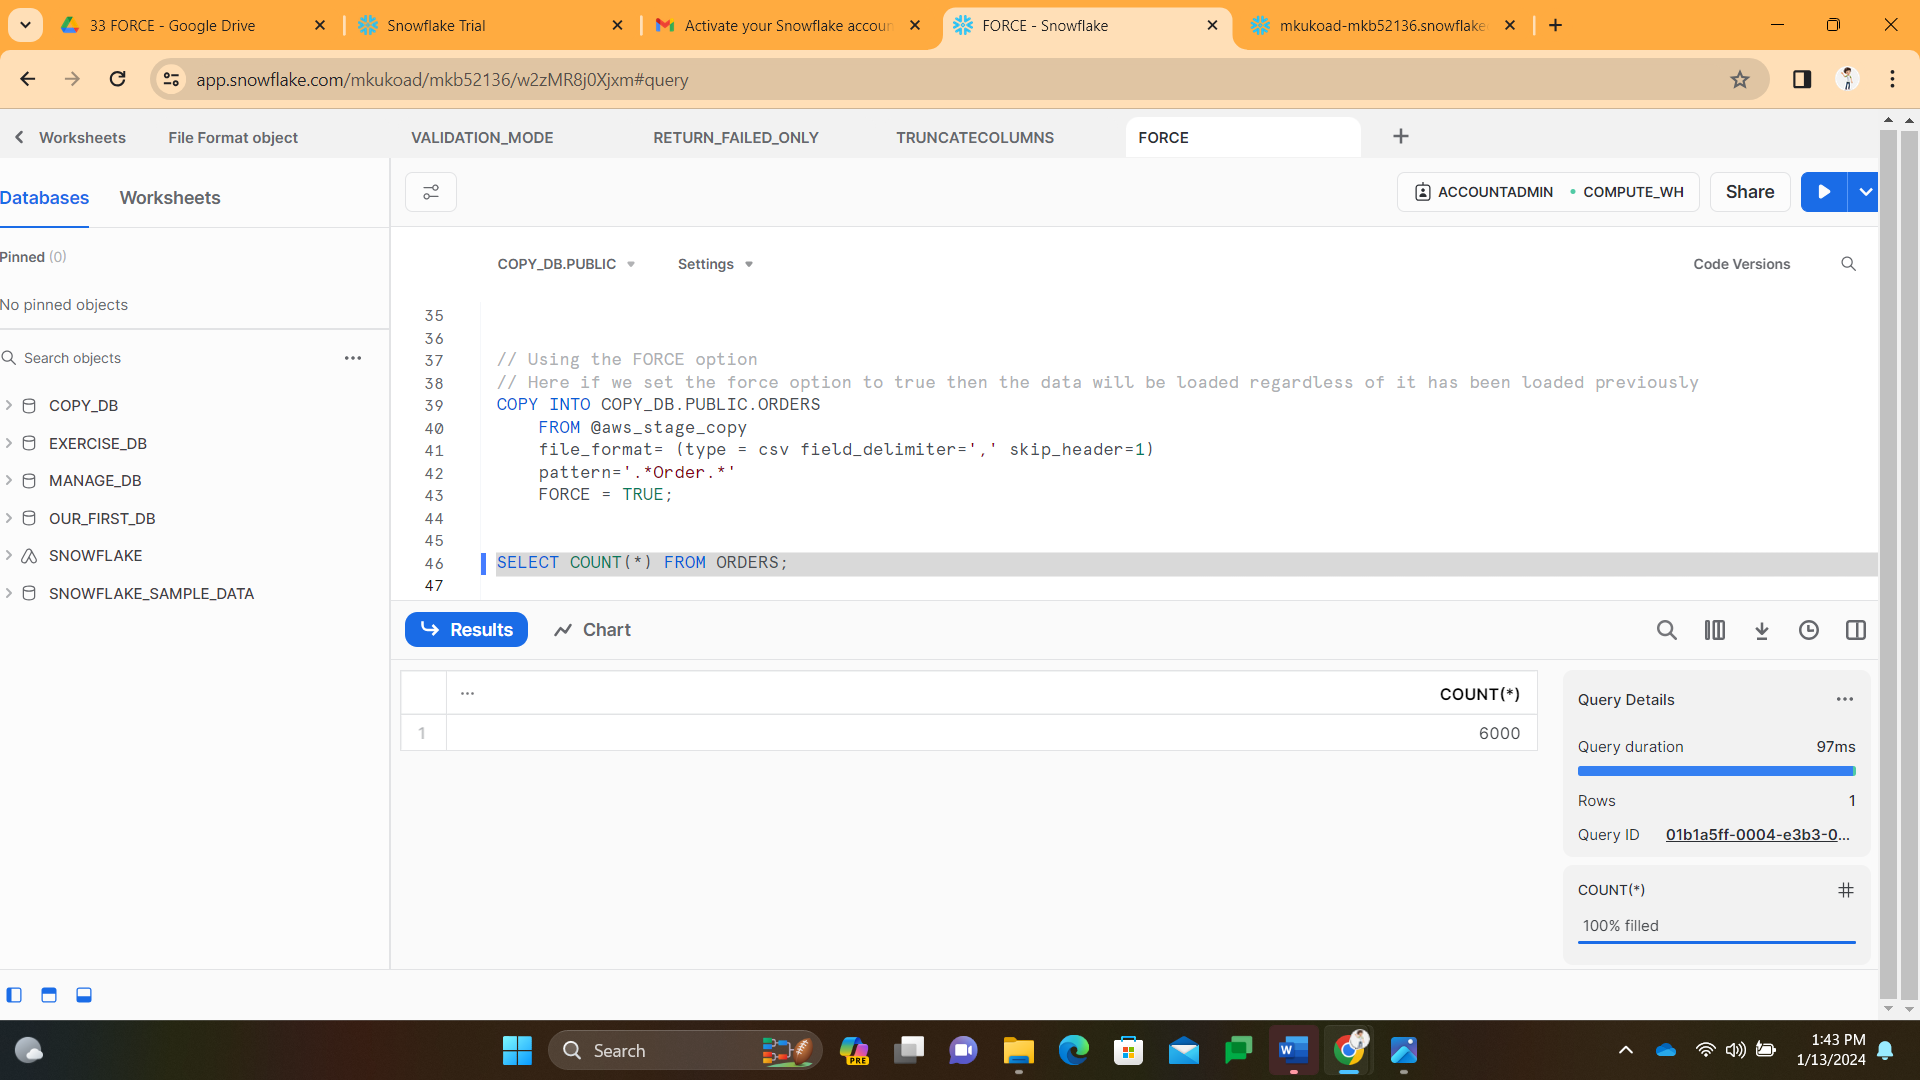 33 FORCE - Google Drive
Snowflake Trial
Activate your Snowflake accoun
FORCE - Snowflake
mkukoad-mkb52136.snowflake
app.snowflake.com/mkukoad/mkb52136/w2zMR8j0Xjxm#query
Worksheets
File Format object
VALIDATION_MODE
RETURN_FAILED_ONLY
TRUNCATECOLUMNS
FORCE
Databases
Worksheets
ACCOUNTADMIN
COMPUTE_WH
Share
Pinned (0)
No pinned objects
Search objects
COPY_DB
EXERCISE_DB
MANAGE_DB
OUR_FIRST_DB
SNOWFLAKE
SNOWFLAKE_SAMPLE_DATA
COPY_DB.PUBLIC
Settings
Code Versions
35
36
37 // Using the FORCE option
38 // Here if we set the force option to true then the data will be loaded regardless of it has been loaded previously
39 COPY INTO COPY_DB.PUBLIC.ORDERS
40 FROM @aws_stage_copy
41 file_format= (type = csv field_delimiter=',' skip_header=1)
42 pattern='.*Order.*'
43 FORCE = TRUE;
44
45
46 SELECT COUNT(*) FROM ORDERS;
47
Results
Chart
... COUNT(*)
1 6000
Query Details
Query duration 97ms
Rows 1
Query ID 01b1a5ff-0004-e3b3-0...
COUNT(*)
100% filled
Search
PRE
1:43 PM
1/13/2024